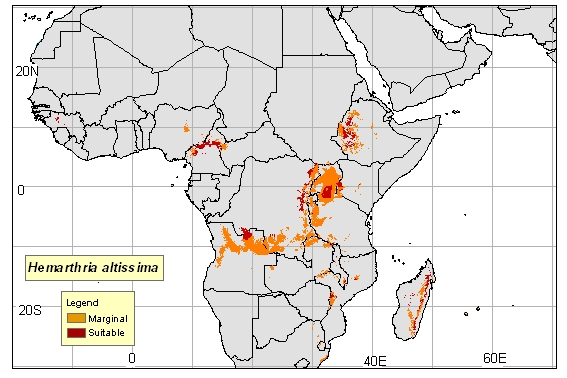 20N
0
Hemarthria altissima
Legend
Marginal
Suitable
20S
0
40E
60E